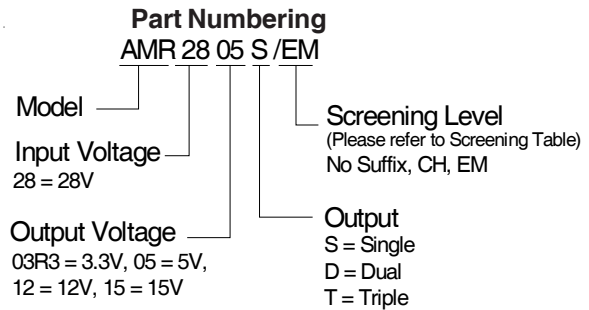 Part Numbering
AMR 28 05 S /EM
Model
Input Voltage
28 = 28V
Output Voltage
03R3 = 3.3V, 05 = 5V,
12 = 12V, 15 = 15V
Screening Level
(Please refer to Screening Table)
No Suffix, CH, EM
Output
S = Single
D = Dual
T = Triple